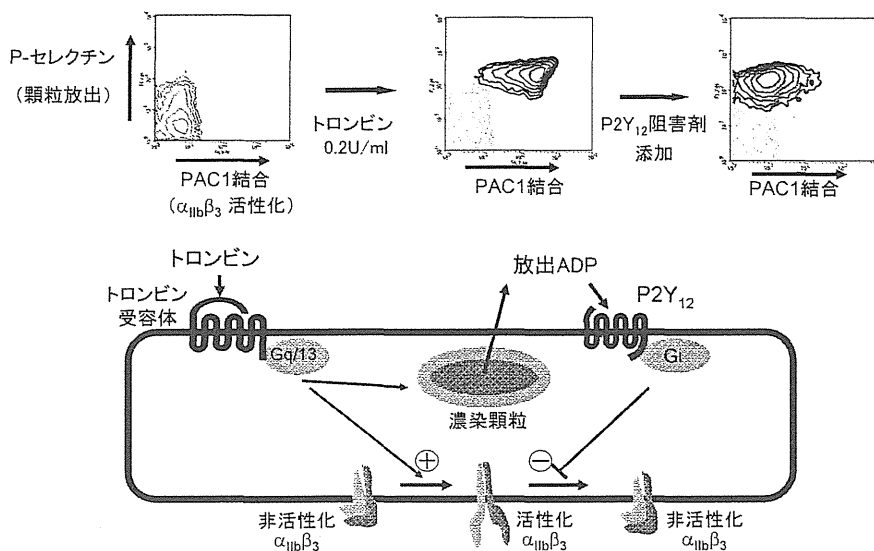 P-セレクチン
(顆粒放出)
トロンビン
0.2U/ml
P2Y12阻害剤
添加
PAC1結合
(αIIbβ3 活性化)
PAC1結合
PAC1結合
トロンビン
トロンビン
受容体
放出ADP
P2Y12
Gq/13
Gi
濃染顆粒
+
−
非活性化
αIIbβ3
活性化
αIIbβ3
非活性化
αIIbβ3